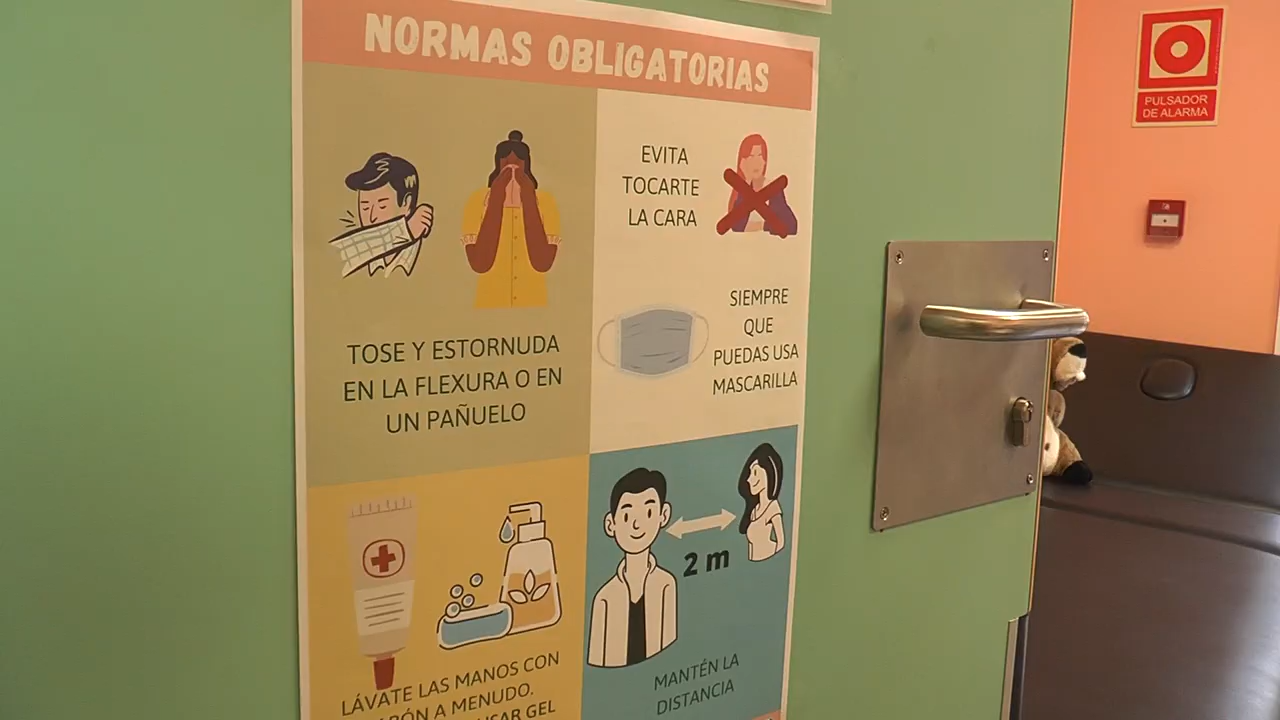 NORMAS OBLIGATORIAS
TOSE Y ESTORNUDA
EN LA FLEXURA O EN
UN PAÑUELO
EVITA
TOCARTE
LA CARA
SIEMPRE
QUE
PUEDAS USA
MASCARILLA
LÁVATE LAS MANOS CON
A MENUDO.
GEL
2 m
MANTÉN LA
DISTANCIA
PULSADOR
DE ALARMA